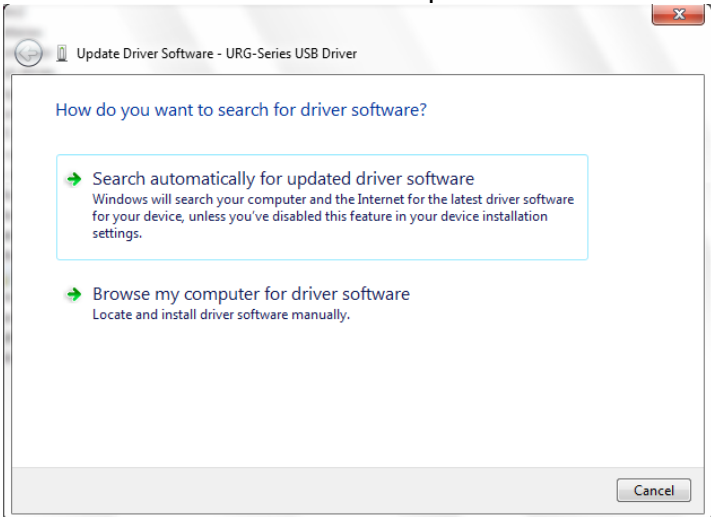 Update Driver Software - URG-Series USB Driver
How do you want to search for driver software?
Search automatically for updated driver software
Windows will search your computer and the Internet for the latest driver software
for your device, unless you've disabled this feature in your device installation
settings.
Browse my computer for driver software
Locate and install driver software manually.
Cancel